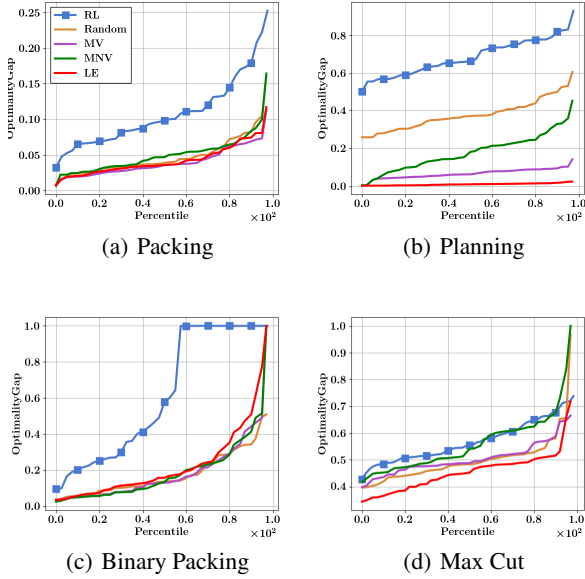 0.25
0.20
0.15
0.10
0.05
0.00
OptimalityGap
RL
Random
MV
MNV
LE
0.0 0.2 0.4 0.6 0.8 1.0
Percentile ×10²
(a) Packing
0.8
0.6
0.4
0.2
0.0
OptimalityGap
0.0 0.2 0.4 0.6 0.8 1.0
Percentile ×10²
(b) Planning
1.0
0.8
0.6
0.4
0.2
0.0
OptimalityGap
0.0 0.2 0.4 0.6 0.8 1.0
Percentile ×10²
(c) Binary Packing
1.0
0.9
0.8
0.7
0.6
0.5
0.4
OptimalityGap
0.0 0.2 0.4 0.6 0.8 1.0
Percentile ×10²
(d) Max Cut